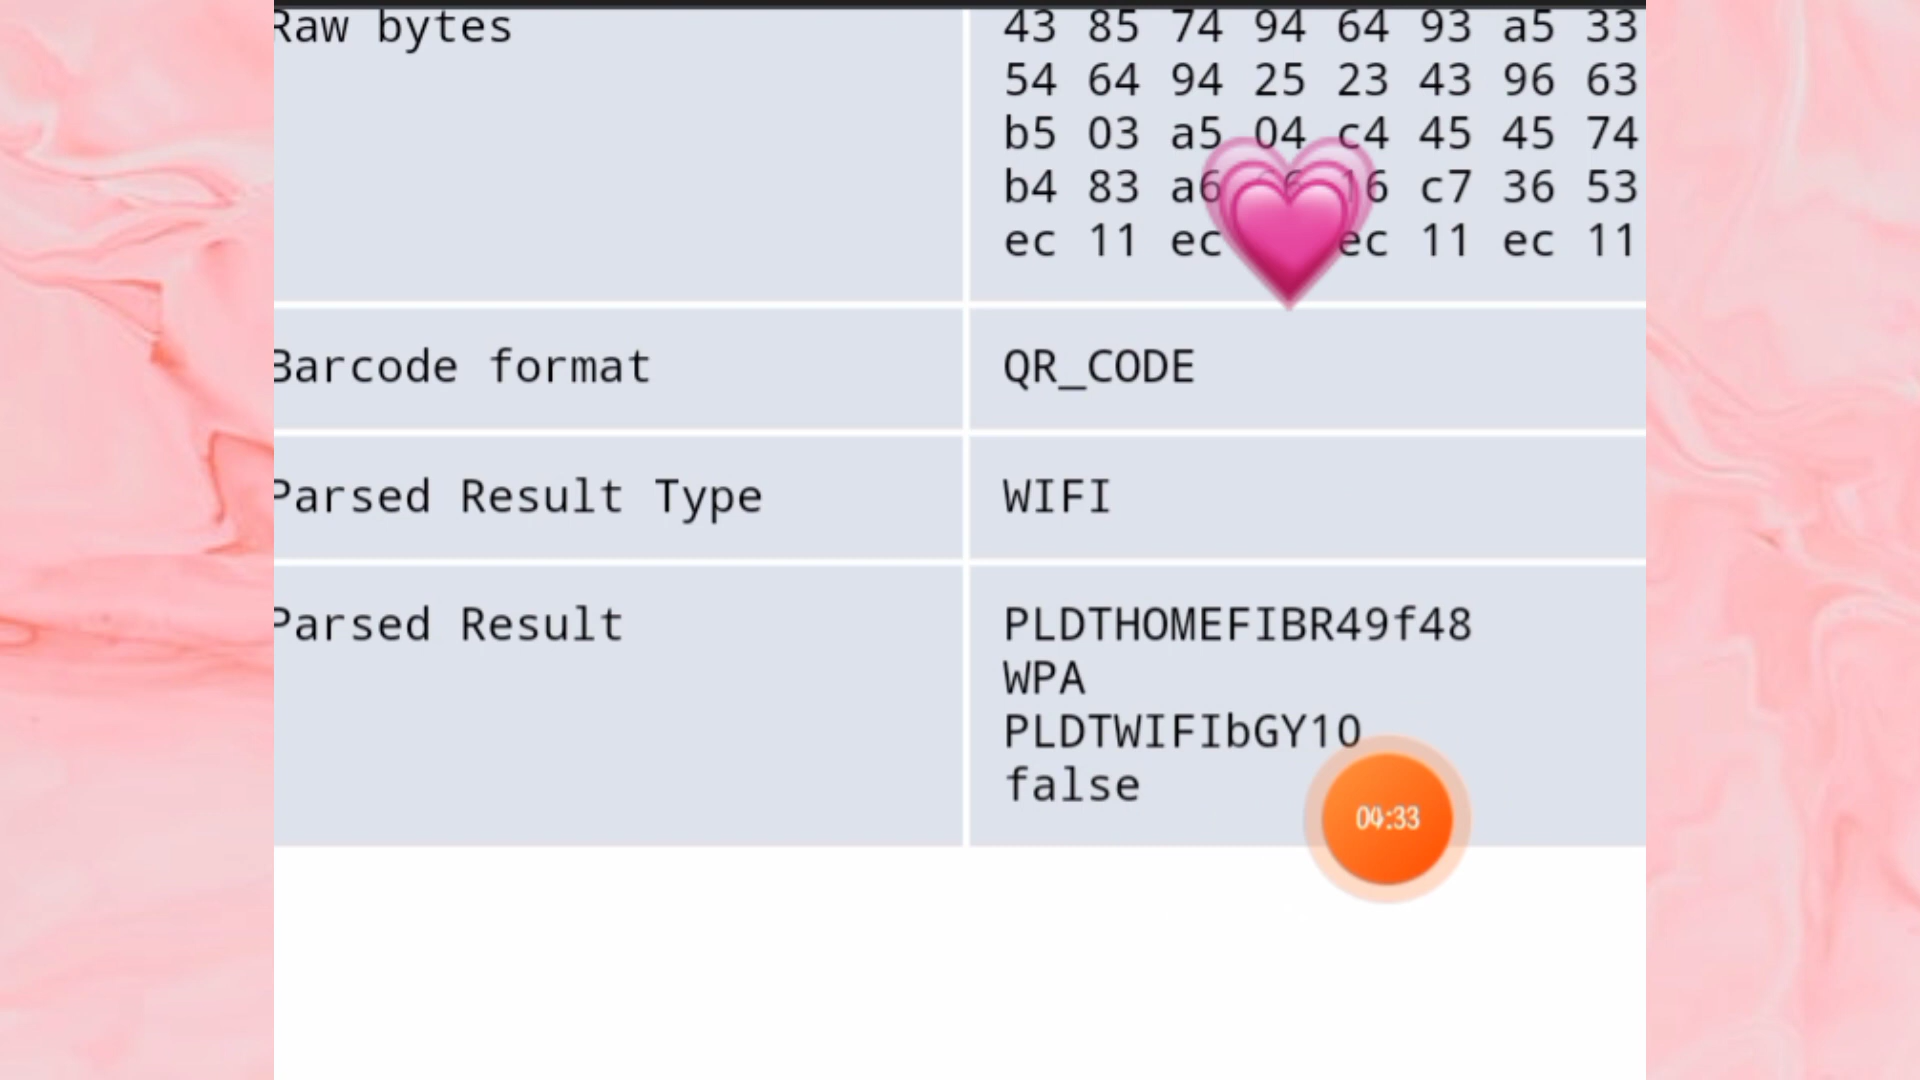 Raw bytes
43 85 74 94 64 93 a5 33
54 64 94 25 23 43 96 63
b5 03 a5 04 c4 45 45 74
b4 83 a6 16 c7 36 53
ec 11 ec ec 11 ec 11
Barcode format
QR_CODE
Parsed Result Type
WIFI
Parsed Result
PLDTHOMEFIBR49f48
WPA
PLDTWIFIbGY10
false